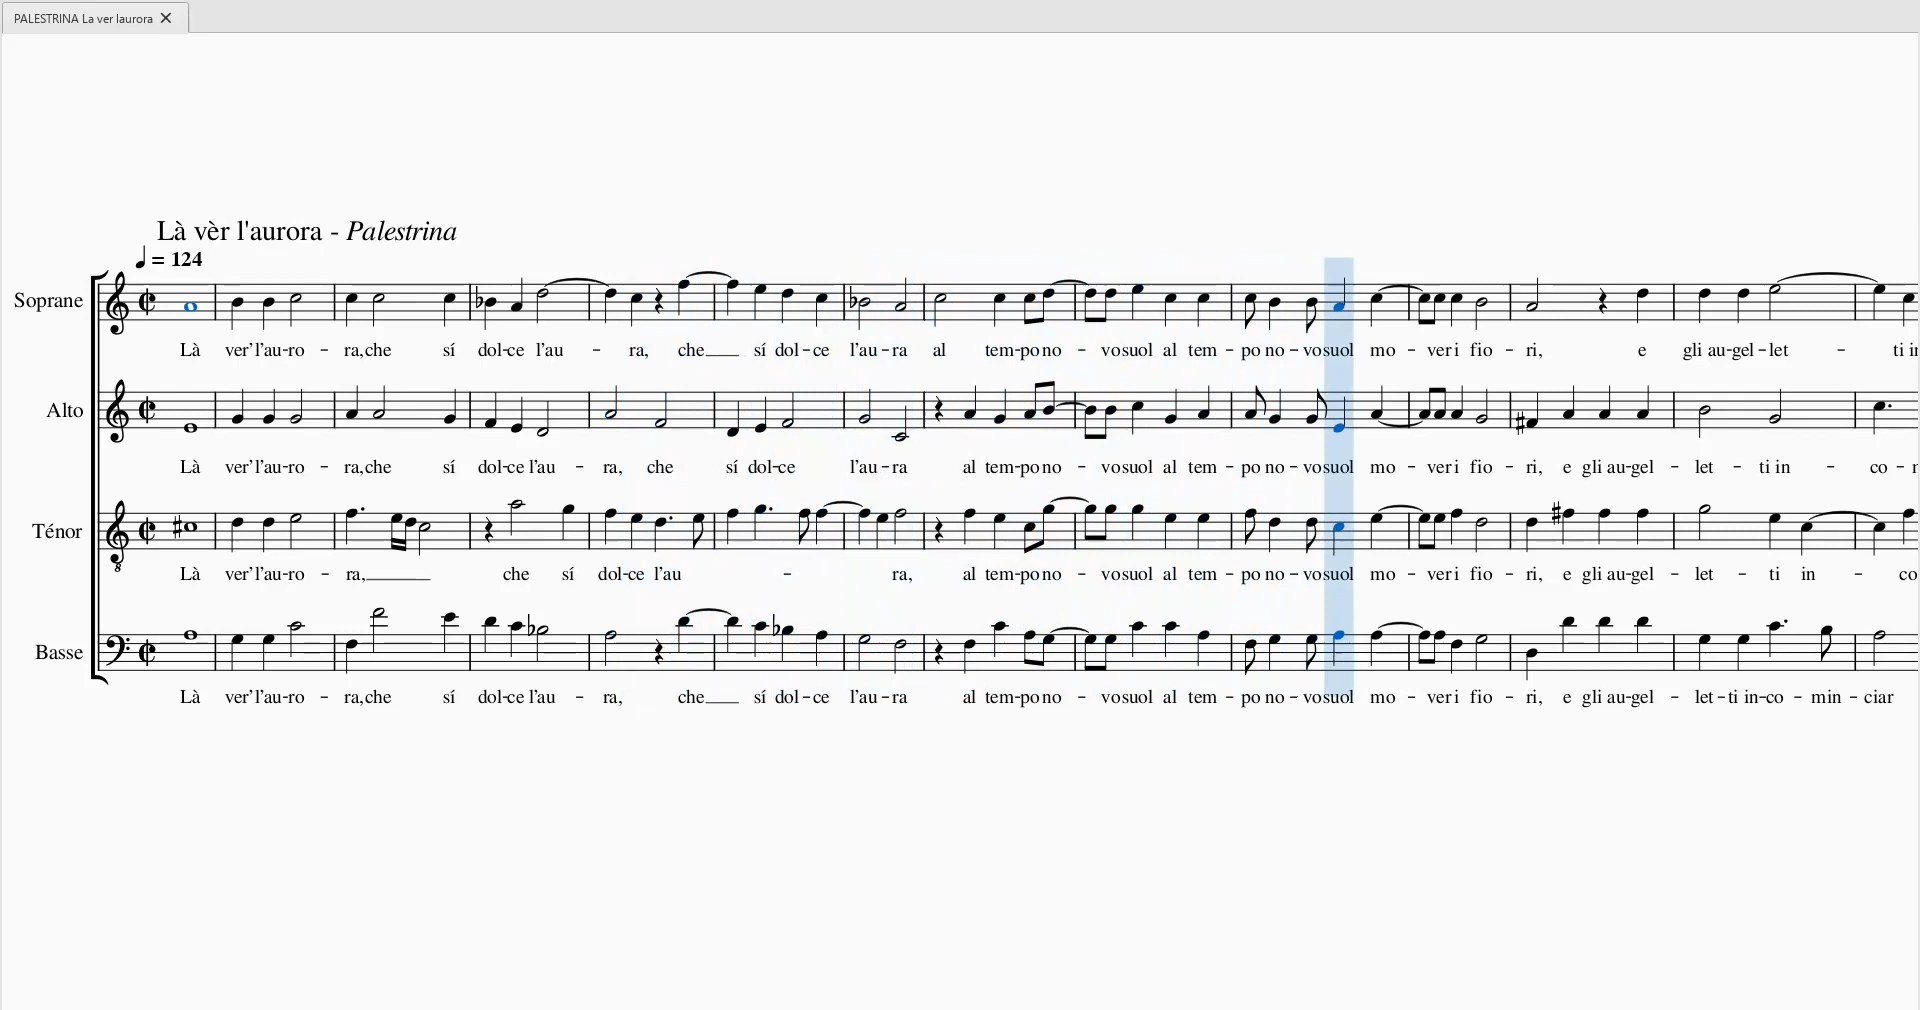 PALESTRINA La ver laurora
Là vèr l'aurora - Palestrina
= 124
Soprane
Là ver' l'au-ro - ra, che sí dol-ce l'au - ra, che__ sí dol-ce l'au-ra al tem-po no - vo suol al tem - po no - vo suol mo - ver i fio - ri, e gli au-gel-let - ti in
Alto
Là ver' l'au-ro - ra, che sí dol-ce l'au - ra, che sí dol-ce l'au-ra al tem-po no - vo suol al tem - po no - vo suol mo - ver i fio - ri, e gli au-gel - let - ti in - co -
Ténor
Là ver' l'au-ro - ra,__ che sí dol-ce l'au - ra, al tem-po no - vo suol al tem - po no - vo suol mo - ver i fio - ri, e gli au-gel - let - ti in - co
Basse
Là ver' l'au-ro - ra, che sí dol-ce l'au - ra, che__ sí dol-ce l'au-ra al tem-po no - vo suol al tem - po no - vo suol mo - ver i fio - ri, e gli au-gel - let-ti in-co - min - ciar